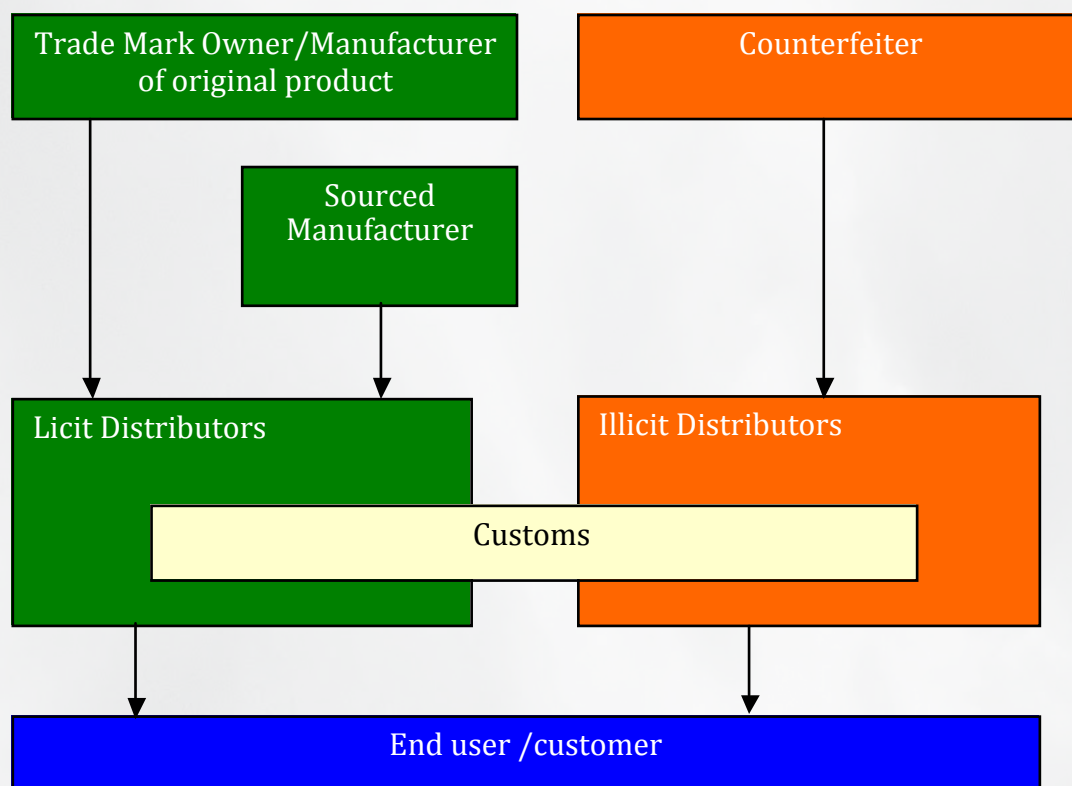 Trade Mark Owner/Manufacturer
of original product
Counterfeiter
Sourced
Manufacturer
Licit Distributors
Illicit Distributors
Customs
End user /customer